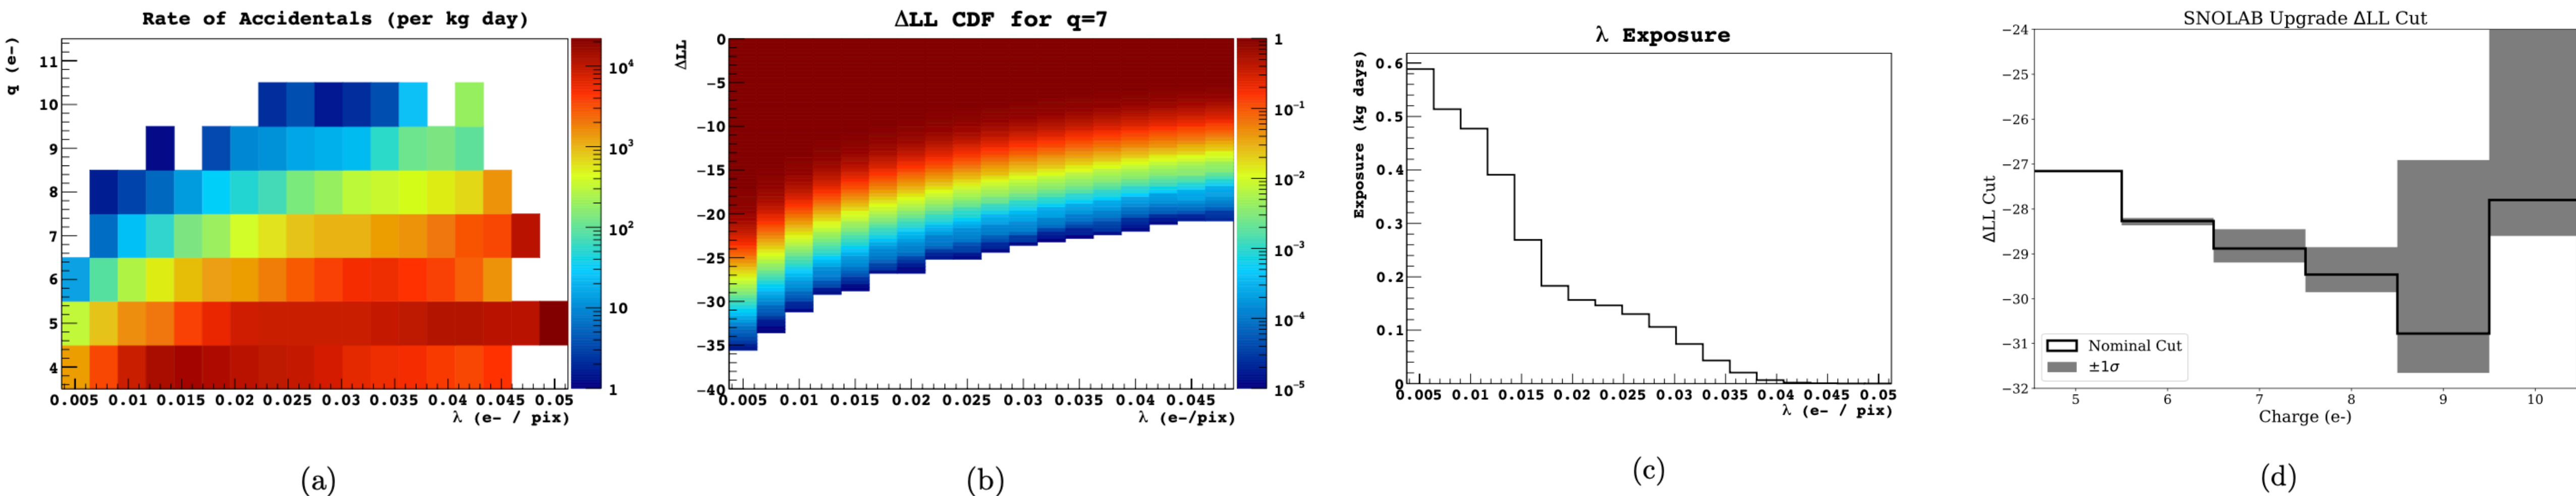 Rate of Accidentals (per kg day)
q (e-)
11
10
9
8
7
6
5
4
0.005 0.01 0.015 0.02 0.025 0.03 0.035 0.04 0.045 0.05
λ (e- / pix)
10⁴
10³
10²
10
1
(a)
ΔLL CDF for q=7
ΔLL
0
−5
−10
−15
−20
−25
−30
−35
−40
0.005 0.01 0.015 0.02 0.025 0.03 0.035 0.04 0.045
λ (e-/pix)
1
10⁻¹
10⁻²
10⁻³
10⁻⁴
10⁻⁵
(b)
λ Exposure
Exposure (kg days)
0.6
0.5
0.4
0.3
0.2
0.1
0
0.005 0.01 0.015 0.02 0.025 0.03 0.035 0.04 0.045 0.05
λ (e- / pix)
(c)
SNOLAB Upgrade ΔLL Cut
ΔLL Cut
−24
−25
−26
−27
−28
−29
−30
−31
−32
Nominal Cut
±1σ
5 6 7 8 9 10
Charge (e-)
(d)